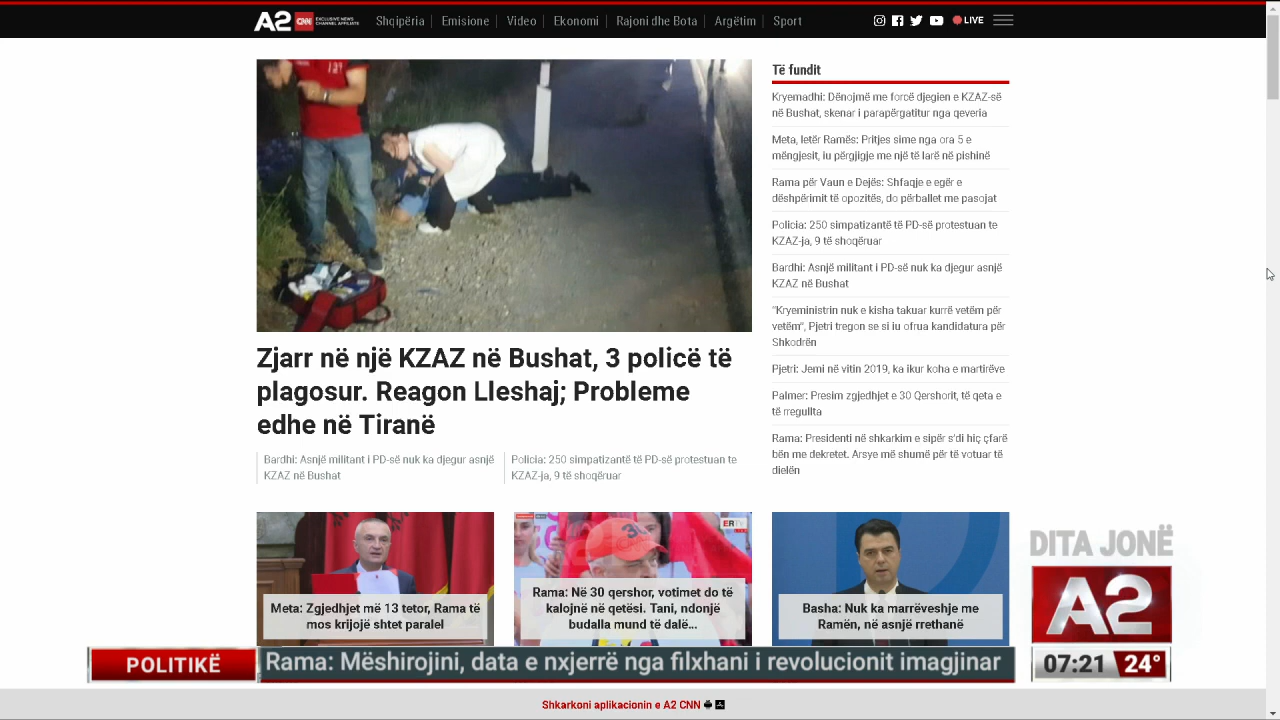 A2 CNN EXCLUSIVE NEWS CHANNEL AFFILIATE
Shqipëria Emisione Video Ekonomi Rajoni dhe Bota Argëtim Sport
LIVE
Zjarr në një KZAZ në Bushat, 3 policë të
plagosur. Reagon Lleshaj; Probleme
edhe në Tiranë
Bardhi: Asnjë militant i PD-së nuk ka djegur asnjë
KZAZ në Bushat
Policia: 250 simpatizantë të PD-së protestuan te
KZAZ-ja, 9 të shoqëruar
Të fundit
Kryemadhi: Dënojmë me forcë djegien e KZAZ-së
në Bushat, skenar i parapërgatitur nga qeveria
Meta, letër Ramës: Pritjes sime nga ora 5 e
mëngjesit, iu përgjigje me një të larë në pishinë
Rama për Vaun e Dejës: Shfaqje e egër e
dëshpërimit të opozitës, do përballet me pasojat
Policia: 250 simpatizantë të PD-së protestuan te
KZAZ-ja, 9 të shoqëruar
Bardhi: Asnjë militant i PD-së nuk ka djegur asnjë
KZAZ në Bushat
“Kryeministrin nuk e kisha takuar kurrë vetëm për
vetëm”, Pjetri tregon se si iu ofrua kandidatura për
Shkodrën
Pjetri: Jemi në vitin 2019, ka ikur koha e martirëve
Palmer: Presim zgjedhjet e 30 Qershorit, të qeta e
të rregullta
Rama: Presidenti në shkarkim e sipër s'di hiç çfarë
bën me dekretet. Arsye më shumë për të votuar të
dielën
Meta: Zgjedhjet më 13 tetor, Rama të
mos krijojë shtet paralel
ER
Rama: Në 30 qershor, votimet do të
kalojnë në qetësi. Tani, ndonjë
budalla mund të dalë...
Basha: Nuk ka marrëveshje me
Ramën, në asnjë rrethanë
DITA JONË
A2
07:21 24°
POLITIKË
Rama: Mëshirojini, data e nxjerrë nga filxhani i revolucionit imagjinar
Shkarkoni aplikacionin e A2 CNN